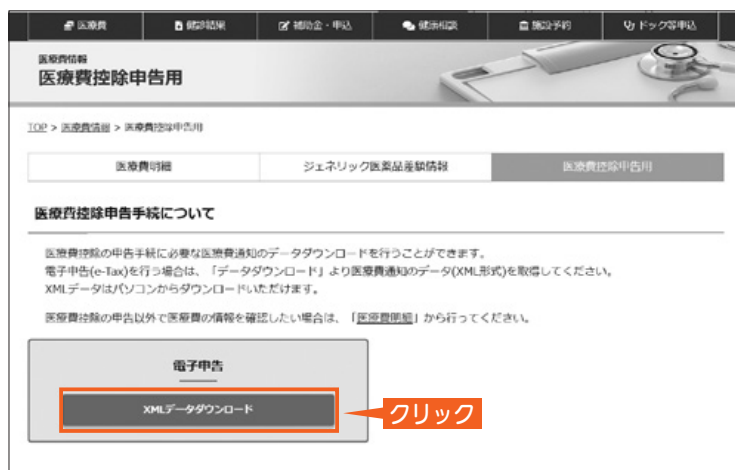 医療費
健診結果
補助金・申込
健康相談
施設予約
ドック等申込
医療費情報
医療費控除申告用
TOP > 医療費情報 > 医療費控除申告用
医療費明細
ジェネリック医薬品差額情報
医療費控除申告用
医療費控除申告手続について
医療費控除の申告手続に必要な医療費通知のデータダウンロードを行うことができます。
電子申告(e-Tax)を行う場合は、「データダウンロード」より医療費通知のデータ(XML形式)を取得してください。
XMLデータはパソコンからダウンロードいただけます。
医療費控除の申告以外で医療費の情報を確認したい場合は、「医療費明細」から行ってください。
電子申告
XMLデータダウンロード
クリック